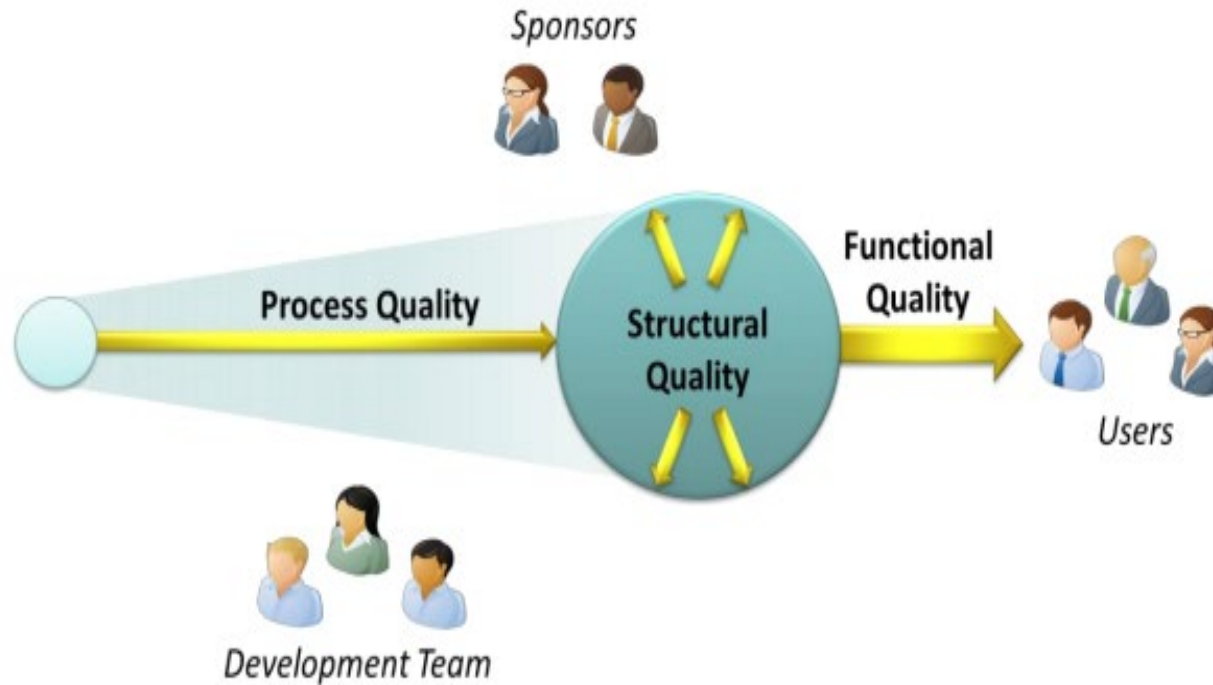 Sponsors
Process Quality
Structural
Quality
Functional
Quality
Users
Development Team